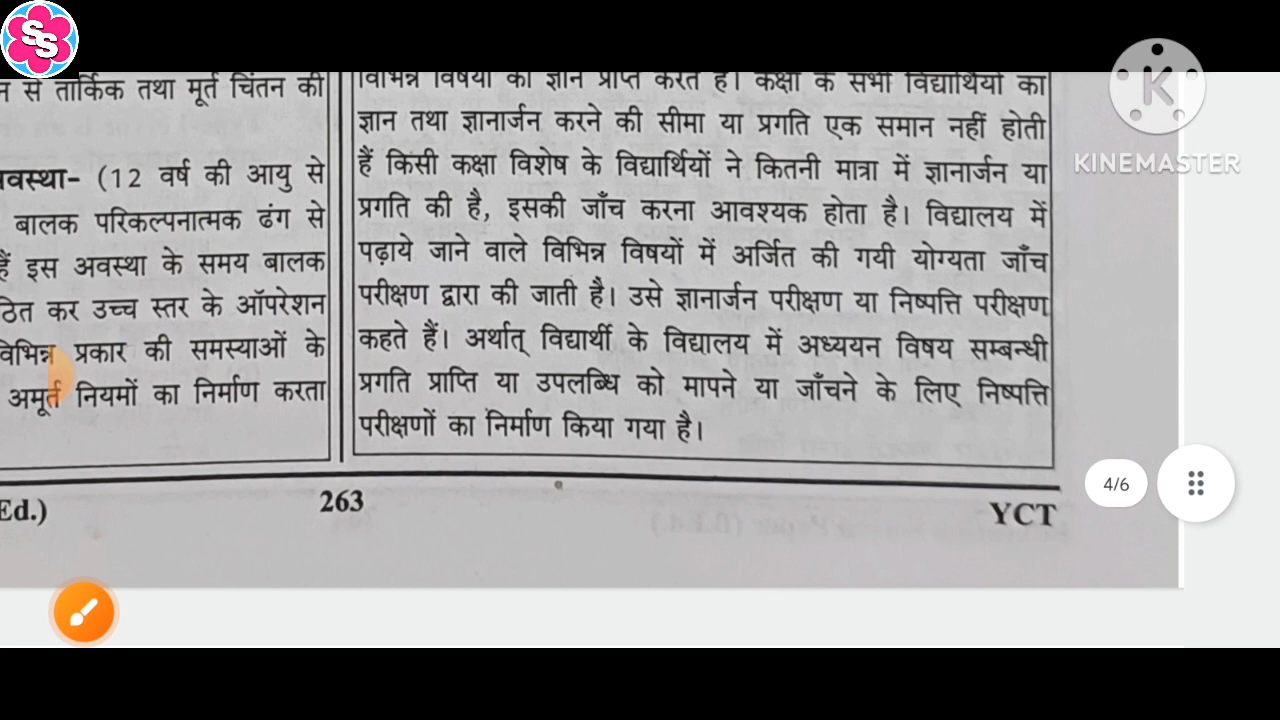 SS
KINEMASTER
न से तार्किक तथा मूर्त चिंतन की
वस्था- (12 वर्ष की आयु से
बालक परिकल्पनात्मक ढंग से
हैं इस अवस्था के समय बालक
ठित कर उच्च स्तर के ऑपरेशन
विभिन्न प्रकार की समस्याओं के
अमूर्त नियमों का निर्माण करता
विभिन्न विषयों का ज्ञान प्राप्त करते हैं। कक्षा के सभी विद्यार्थियों का
ज्ञान तथा ज्ञानार्जन करने की सीमा या प्रगति एक समान नहीं होती
हैं किसी कक्षा विशेष के विद्यार्थियों ने कितनी मात्रा में ज्ञानार्जन या
प्रगति की है, इसकी जाँच करना आवश्यक होता है। विद्यालय में
पढ़ाये जाने वाले विभिन्न विषयों में अर्जित की गयी योग्यता जाँच
परीक्षण द्वारा की जाती है। उसे ज्ञानार्जन परीक्षण या निष्पत्ति परीक्षण
कहते हैं। अर्थात् विद्यार्थी के विद्यालय में अध्ययन विषय सम्बन्धी
प्रगति प्राप्ति या उपलब्धि को मापने या जाँचने के लिए निष्पत्ति
परीक्षणों का निर्माण किया गया है।
Ed.) 263 YCT
4/6